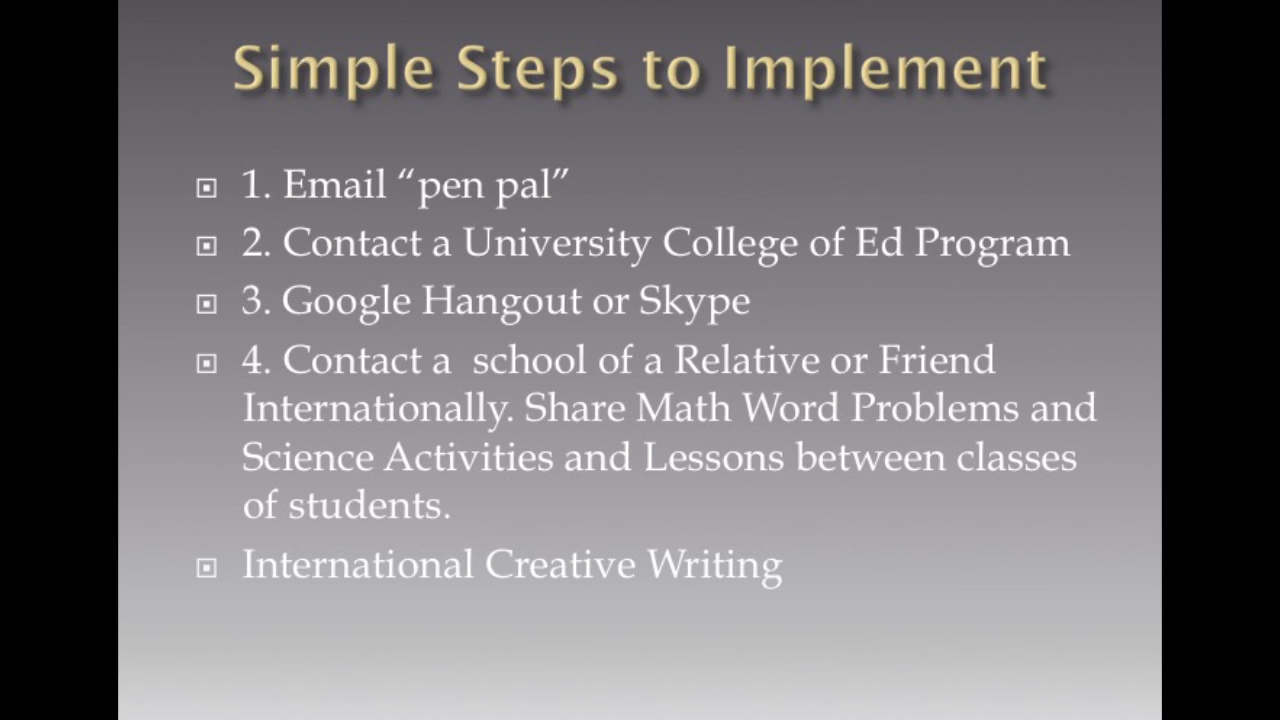 Simple Steps to Implement
1. Email “pen pal”
2. Contact a University College of Ed Program
3. Google Hangout or Skype
4. Contact a  school of a Relative or Friend
Internationally. Share Math Word Problems and
Science Activities and Lessons between classes
of students.
International Creative Writing